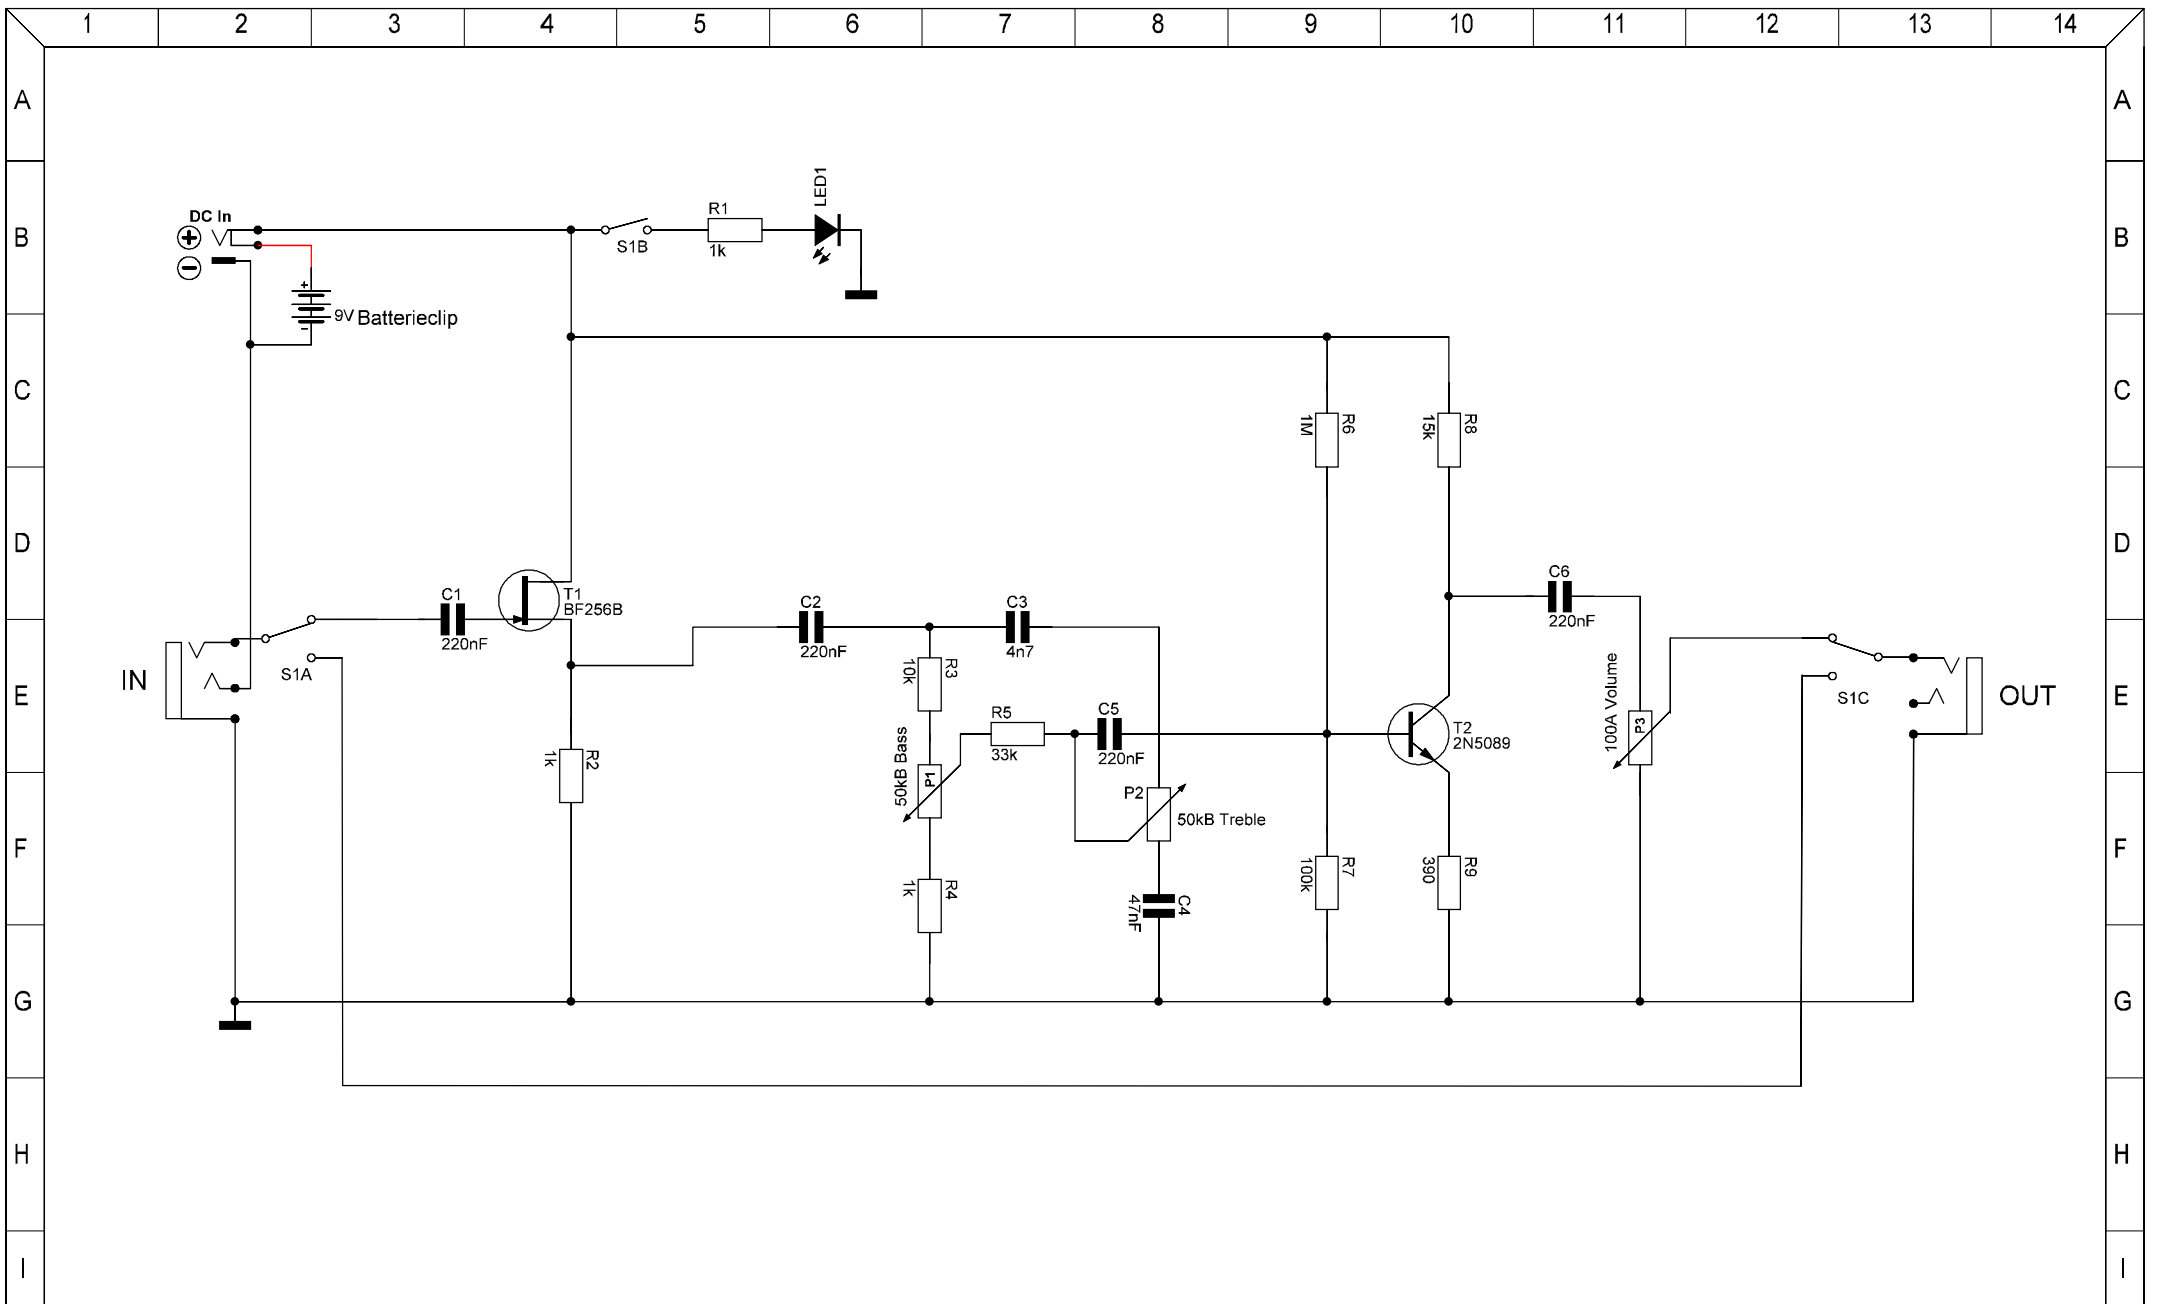 1 2 3 4 5 6 7 8 9 10 11 12 13 14
A A
LED1
DC In
R1
B B
+
S1B
1k
−
+
9V Batterieclip
−
C C
1M R6
15k R8
D D
C6
C1
T1
BF256B
C2
C3
220nF
220nF
220nF
4n7
10k R3
IN
S1A
100A Volume
E E
S1C
OUT
C5
R5
P3
T2
2N5089
1k R2
33k
220nF
50kB Bass
P1
P2
50kB Treble
F F
1k R4
100k R7
390 R9
47nF C4
G G
H H
I I